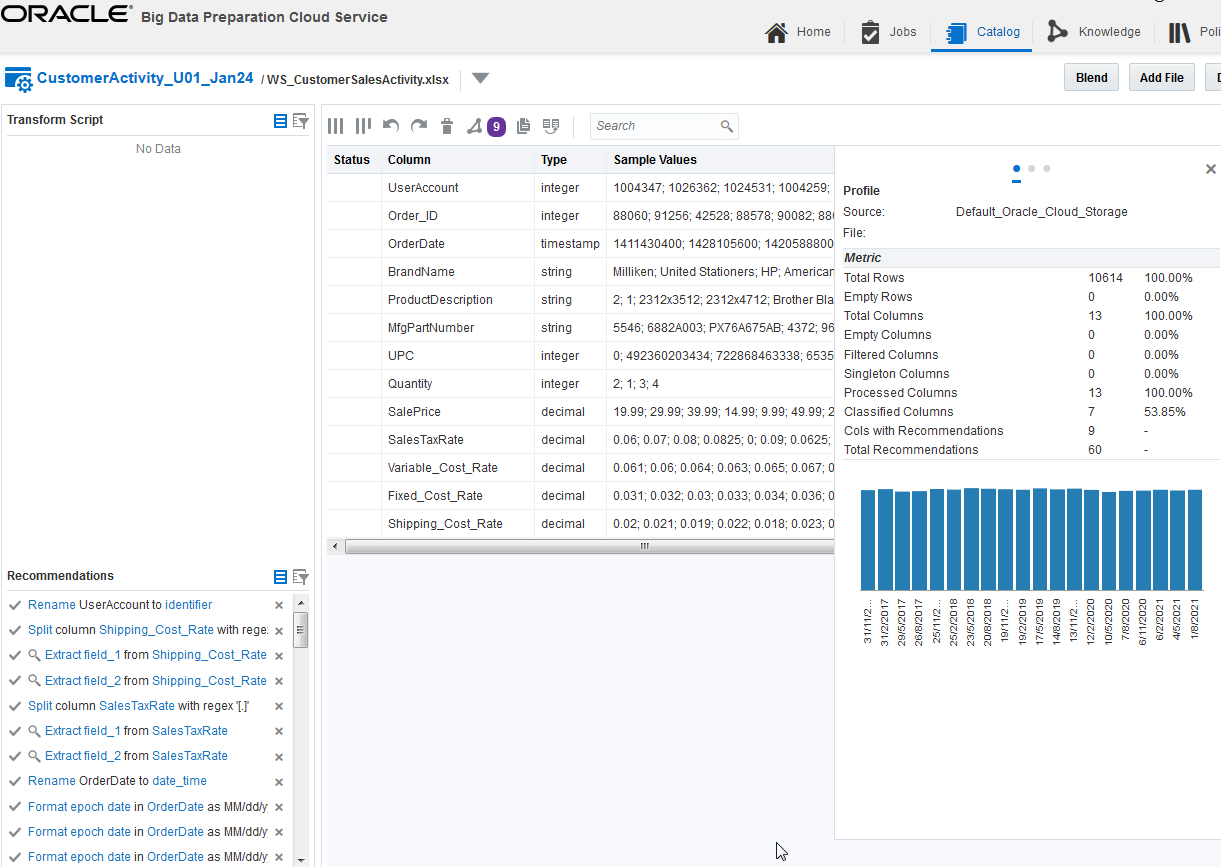 ORACLE® Big Data Preparation Cloud Service
Home Jobs Catalog Knowledge Poli
CustomerActivity_U01_Jan24 / WS_CustomerSalesActivity.xlsx Blend Add File
Transform Script
No Data
9 Search
Status Column Type Sample Values
UserAccount integer 1004347; 1026362; 1024531; 1004259;
Order_ID integer 88060; 91256; 42528; 88578; 90082; 880
OrderDate timestamp 1411430400; 1428105600; 1420588800
BrandName string Milliken; United Stationers; HP; American
ProductDescription string 2; 1; 2312x3512; 2312x4712; Brother Bla
MfgPartNumber string 5546; 6882A003; PX76A675AB; 4372; 96
UPC integer 0; 492360203434; 722868463338; 6535
Quantity integer 2; 1; 3; 4
SalePrice decimal 19.99; 29.99; 39.99; 14.99; 9.99; 49.99; 2
SalesTaxRate decimal 0.06; 0.07; 0.08; 0.0825; 0; 0.09; 0.0625;
Variable_Cost_Rate decimal 0.061; 0.06; 0.064; 0.063; 0.065; 0.067; 0
Fixed_Cost_Rate decimal 0.031; 0.032; 0.03; 0.033; 0.034; 0.036; 0
Shipping_Cost_Rate decimal 0.02; 0.021; 0.019; 0.022; 0.018; 0.023; 0
Profile
Source: Default_Oracle_Cloud_Storage
File:
Metric
Total Rows 10614 100.00%
Empty Rows 0 0.00%
Total Columns 13 100.00%
Empty Columns 0 0.00%
Filtered Columns 0 0.00%
Singleton Columns 0 0.00%
Processed Columns 13 100.00%
Classified Columns 7 53.85%
Cols with Recommendations 9 -
Total Recommendations 60 -
31/11/2...
31/2/2017
29/5/2017
26/8/2017
25/11/2...
25/2/2018
23/5/2018
20/8/2018
19/11/2...
19/2/2019
17/5/2019
14/8/2019
13/11/2...
12/2/2020
10/5/2020
7/8/2020
6/11/2020
6/2/2021
4/5/2021
1/8/2021
Recommendations
Rename UserAccount to identifier
Split column Shipping_Cost_Rate with rege
Extract field_1 from Shipping_Cost_Rate
Extract field_2 from Shipping_Cost_Rate
Split column SalesTaxRate with regex '[.]'
Extract field_1 from SalesTaxRate
Extract field_2 from SalesTaxRate
Rename OrderDate to date_time
Format epoch date in OrderDate as MM/dd/y
Format epoch date in OrderDate as MM/dd/y
Format epoch date in OrderDate as MM/dd/y